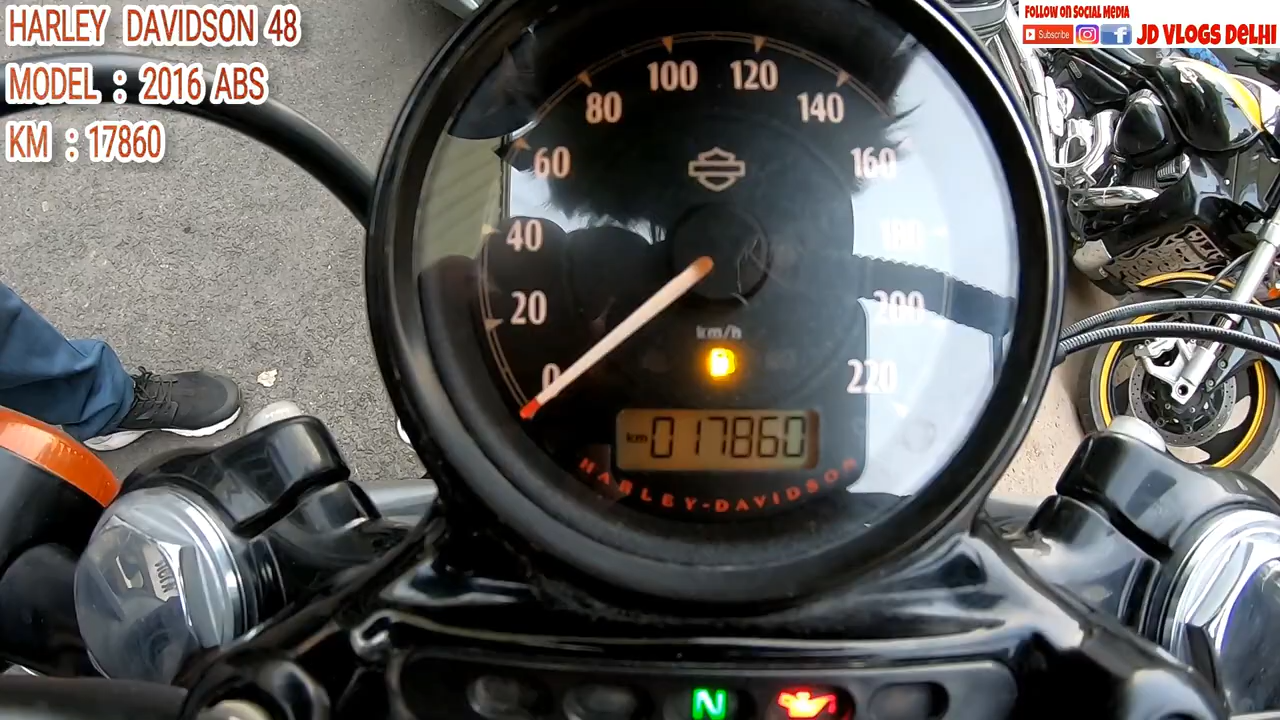 HARLEY DAVIDSON 48
MODEL : 2016 ABS
KM : 17860
Follow on Social Media
Subscribe
JD VLOGS Delhi
100 120
80 140
60 160
40 180
20 200
km/h
0 220
km 017860
HARLEY-DAVIDSON
N